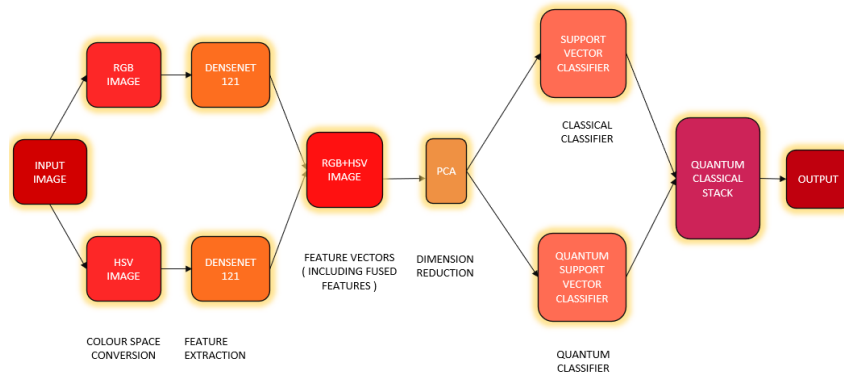 RGB
IMAGE
DENSENET
121
SUPPORT
VECTOR
CLASSIFIER
CLASSICAL
CLASSIFIER
INPUT
IMAGE
RGB+HSV
IMAGE
PCA
QUANTUM
CLASSICAL
STACK
OUTPUT
HSV
IMAGE
DENSENET
121
FEATURE VECTORS
( INCLUDING FUSED
FEATURES )
DIMENSION
REDUCTION
QUANTUM
SUPPORT
VECTOR
CLASSIFIER
COLOUR SPACE
CONVERSION
FEATURE
EXTRACTION
QUANTUM
CLASSIFIER